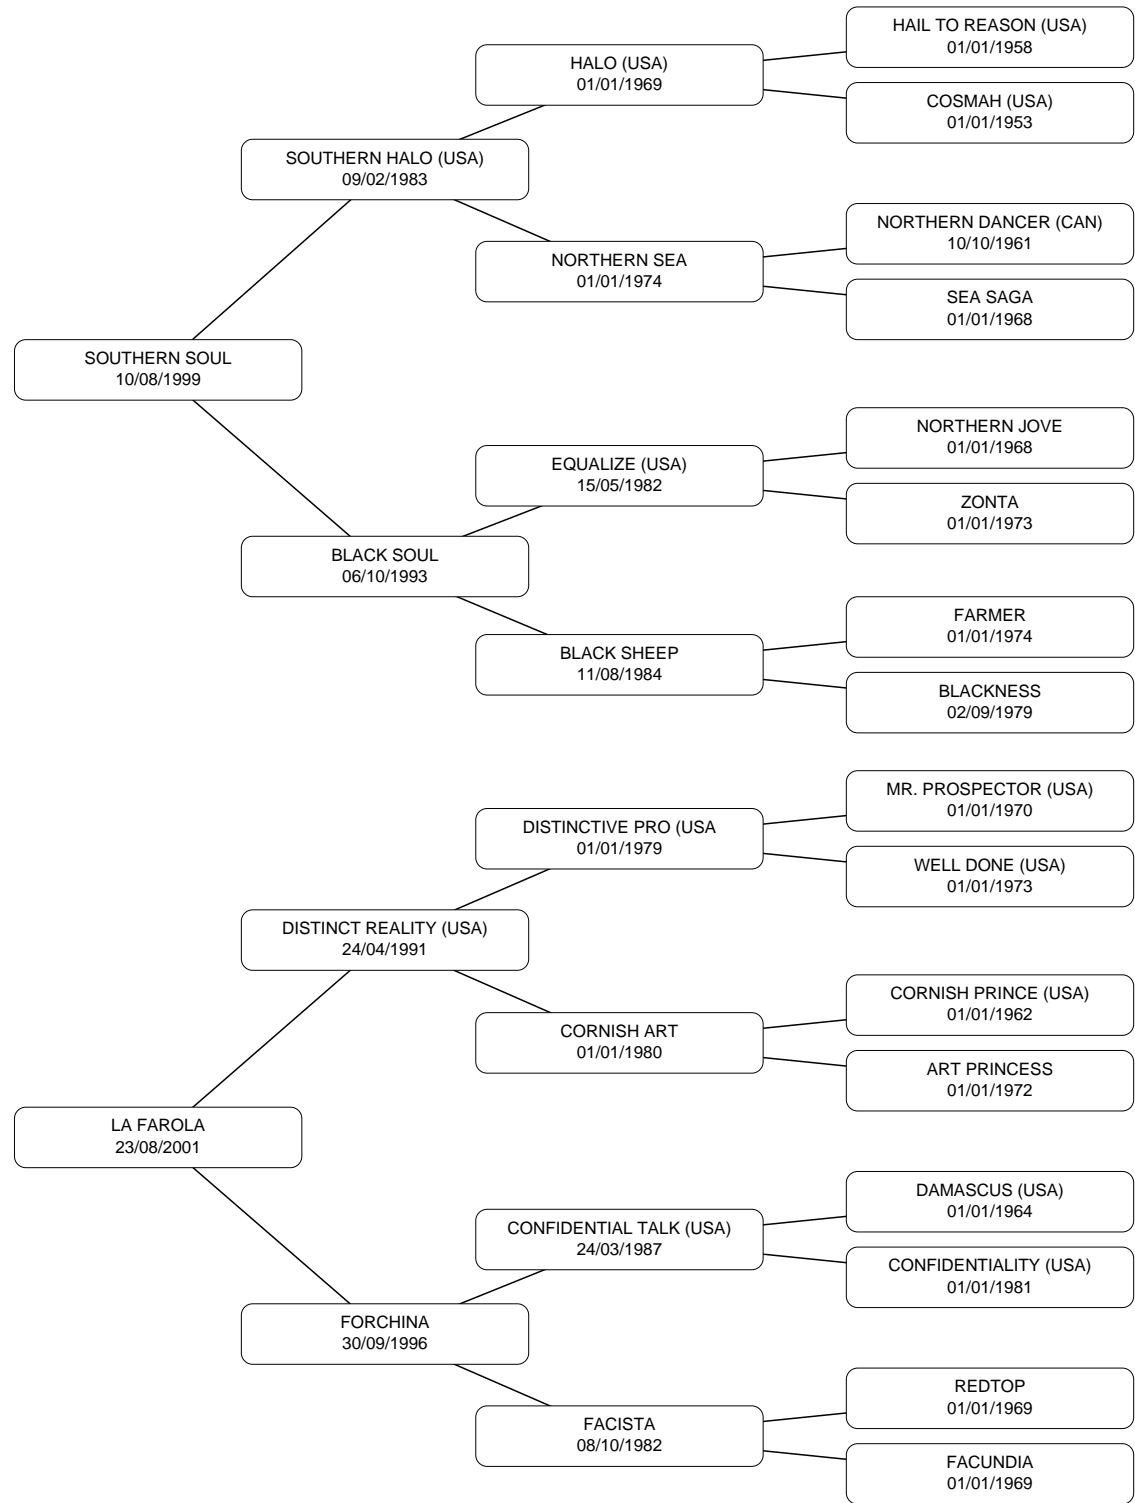 HAIL TO REASON (USA)
01/01/1958
HALO (USA)
01/01/1969
COSMAH (USA)
01/01/1953
SOUTHERN HALO (USA)
09/02/1983
NORTHERN DANCER (CAN)
10/10/1961
NORTHERN SEA
01/01/1974
SEA SAGA
01/01/1968
SOUTHERN SOUL
10/08/1999
NORTHERN JOVE
01/01/1968
EQUALIZE (USA)
15/05/1982
ZONTA
01/01/1973
BLACK SOUL
06/10/1993
FARMER
01/01/1974
BLACK SHEEP
11/08/1984
BLACKNESS
02/09/1979
MR. PROSPECTOR (USA)
01/01/1970
DISTINCTIVE PRO (USA
01/01/1979
WELL DONE (USA)
01/01/1973
DISTINCT REALITY (USA)
24/04/1991
CORNISH PRINCE (USA)
01/01/1962
CORNISH ART
01/01/1980
ART PRINCESS
01/01/1972
LA FAROLA
23/08/2001
DAMASCUS (USA)
01/01/1964
CONFIDENTIAL TALK (USA)
24/03/1987
CONFIDENTIALITY (USA)
01/01/1981
FORCHINA
30/09/1996
REDTOP
01/01/1969
FACISTA
08/10/1982
FACUNDIA
01/01/1969